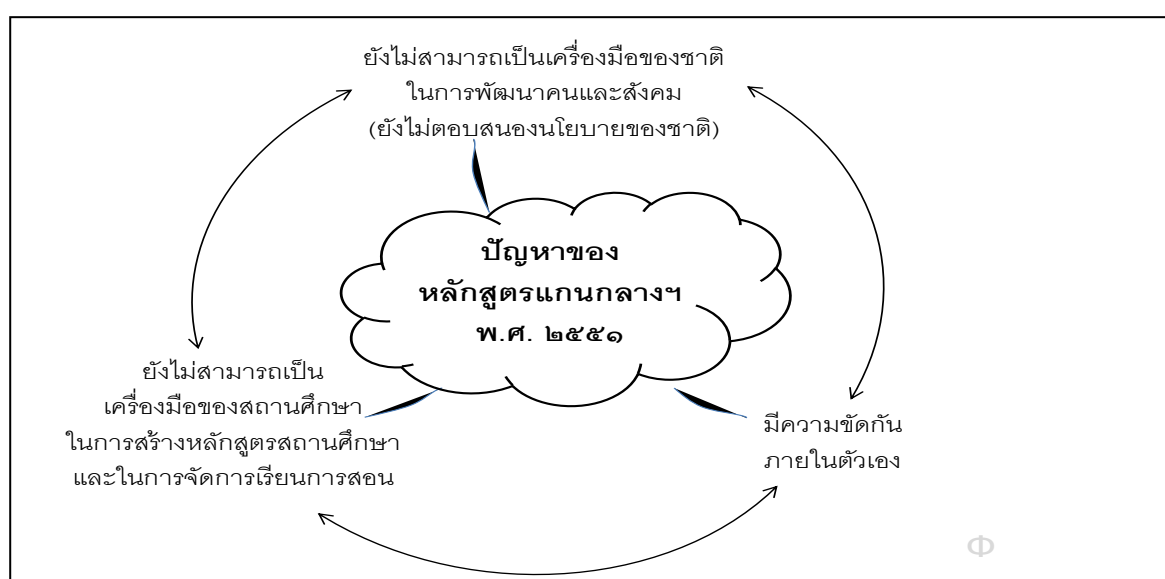 ยังไม่สามารถเป็นเครื่องมือของชาติ
ในการพัฒนาคนและสังคม
(ยังไม่ตอบสนองนโยบายของชาติ)
ปัญหาของ
หลักสูตรแกนกลางฯ
พ.ศ. ๒๕๕๑
ยังไม่สามารถเป็น
เครื่องมือของสถานศึกษา
ในการสร้างหลักสูตรสถานศึกษา
และในการจัดการเรียนการสอน
มีความขัดกัน
ภายในตัวเอง
Φ